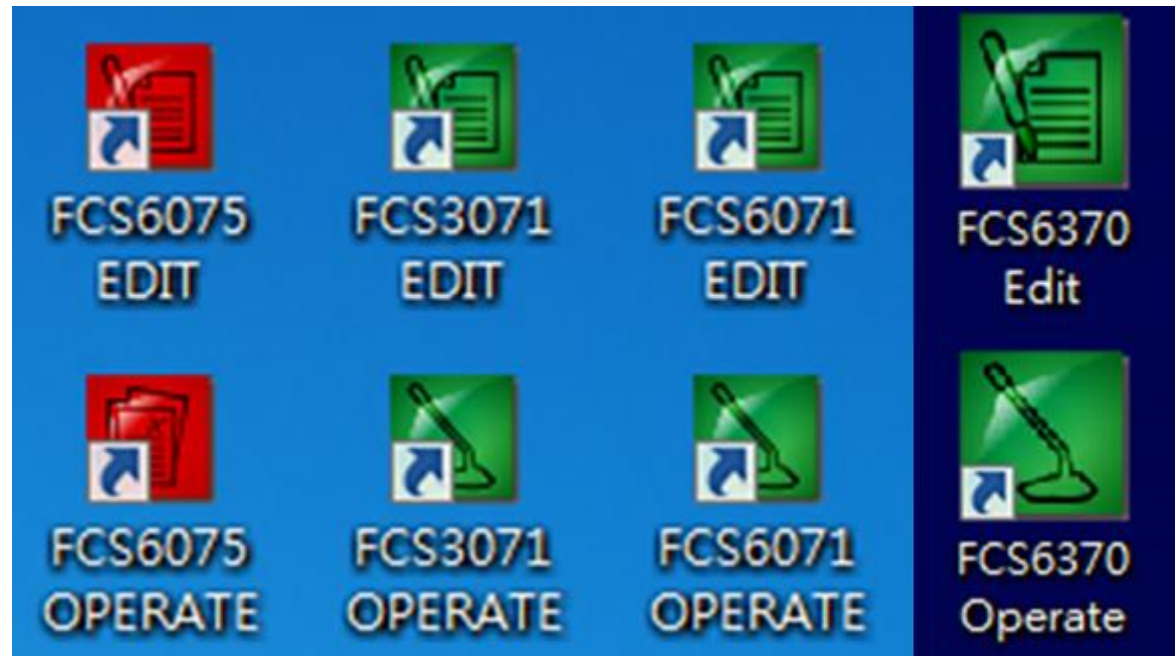 FCS6075
EDIT
FCS3071
EDIT
FCS6071
EDIT
FCS6370
Edit
FCS6075
OPERATE
FCS3071
OPERATE
FCS6071
OPERATE
FCS6370
Operate